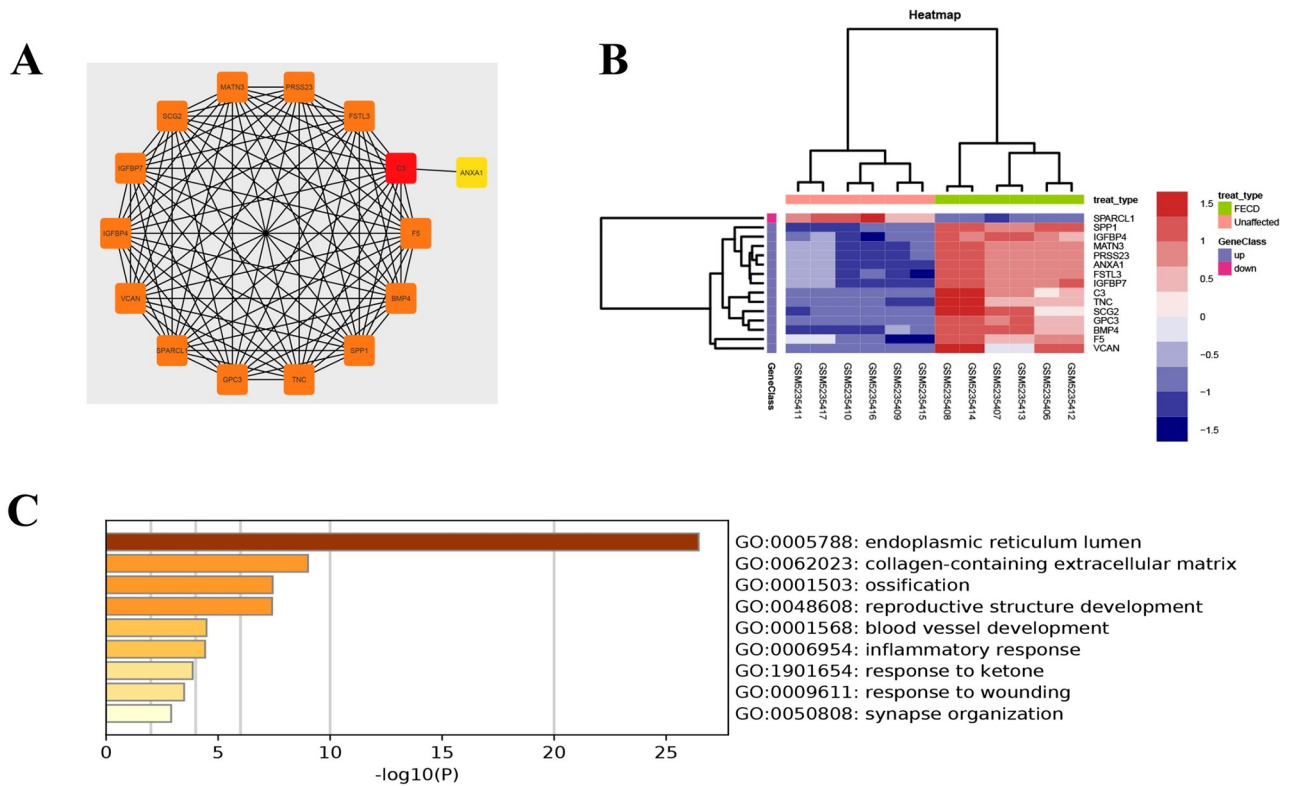 A
MATN3
PRSS23
SCG2
FSTL3
IGFBP7
C3
ANXA1
IGFBP4
F5
VCAN
BMP4
SPARCL1
SPP1
GPC3
TNC
B
Heatmap
treat_type
SPARCL1
SPP1
IGFBP4
MATN3
PRSS23
ANXA1
FSTL3
IGFBP7
C3
TNC
SCG2
GPC3
BMP4
F5
VCAN
GeneClass
GSM5235411
GSM5235417
GSM5235410
GSM5235416
GSM5235409
GSM5235415
GSM5235408
GSM5235414
GSM5235407
GSM5235413
GSM5235406
GSM5235412
1.5
1
0.5
0
−0.5
−1
−1.5
treat_type
FECD
Unaffected
GeneClass
up
down
C
GO:0005788: endoplasmic reticulum lumen
GO:0062023: collagen-containing extracellular matrix
GO:0001503: ossification
GO:0048608: reproductive structure development
GO:0001568: blood vessel development
GO:0006954: inflammatory response
GO:1901654: response to ketone
GO:0009611: response to wounding
GO:0050808: synapse organization
0 5 10 15 20 25
-log10(P)